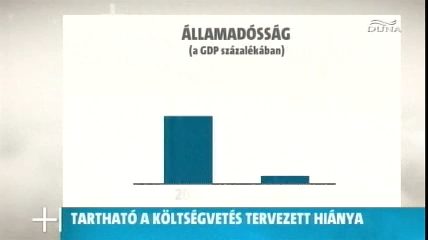 ÁLLAMADÓSSÁG
(a GDP százalékában)
DUNA
TARTHATÓ A KÖLTSÉGVETÉS TERVEZETT HIÁNYA